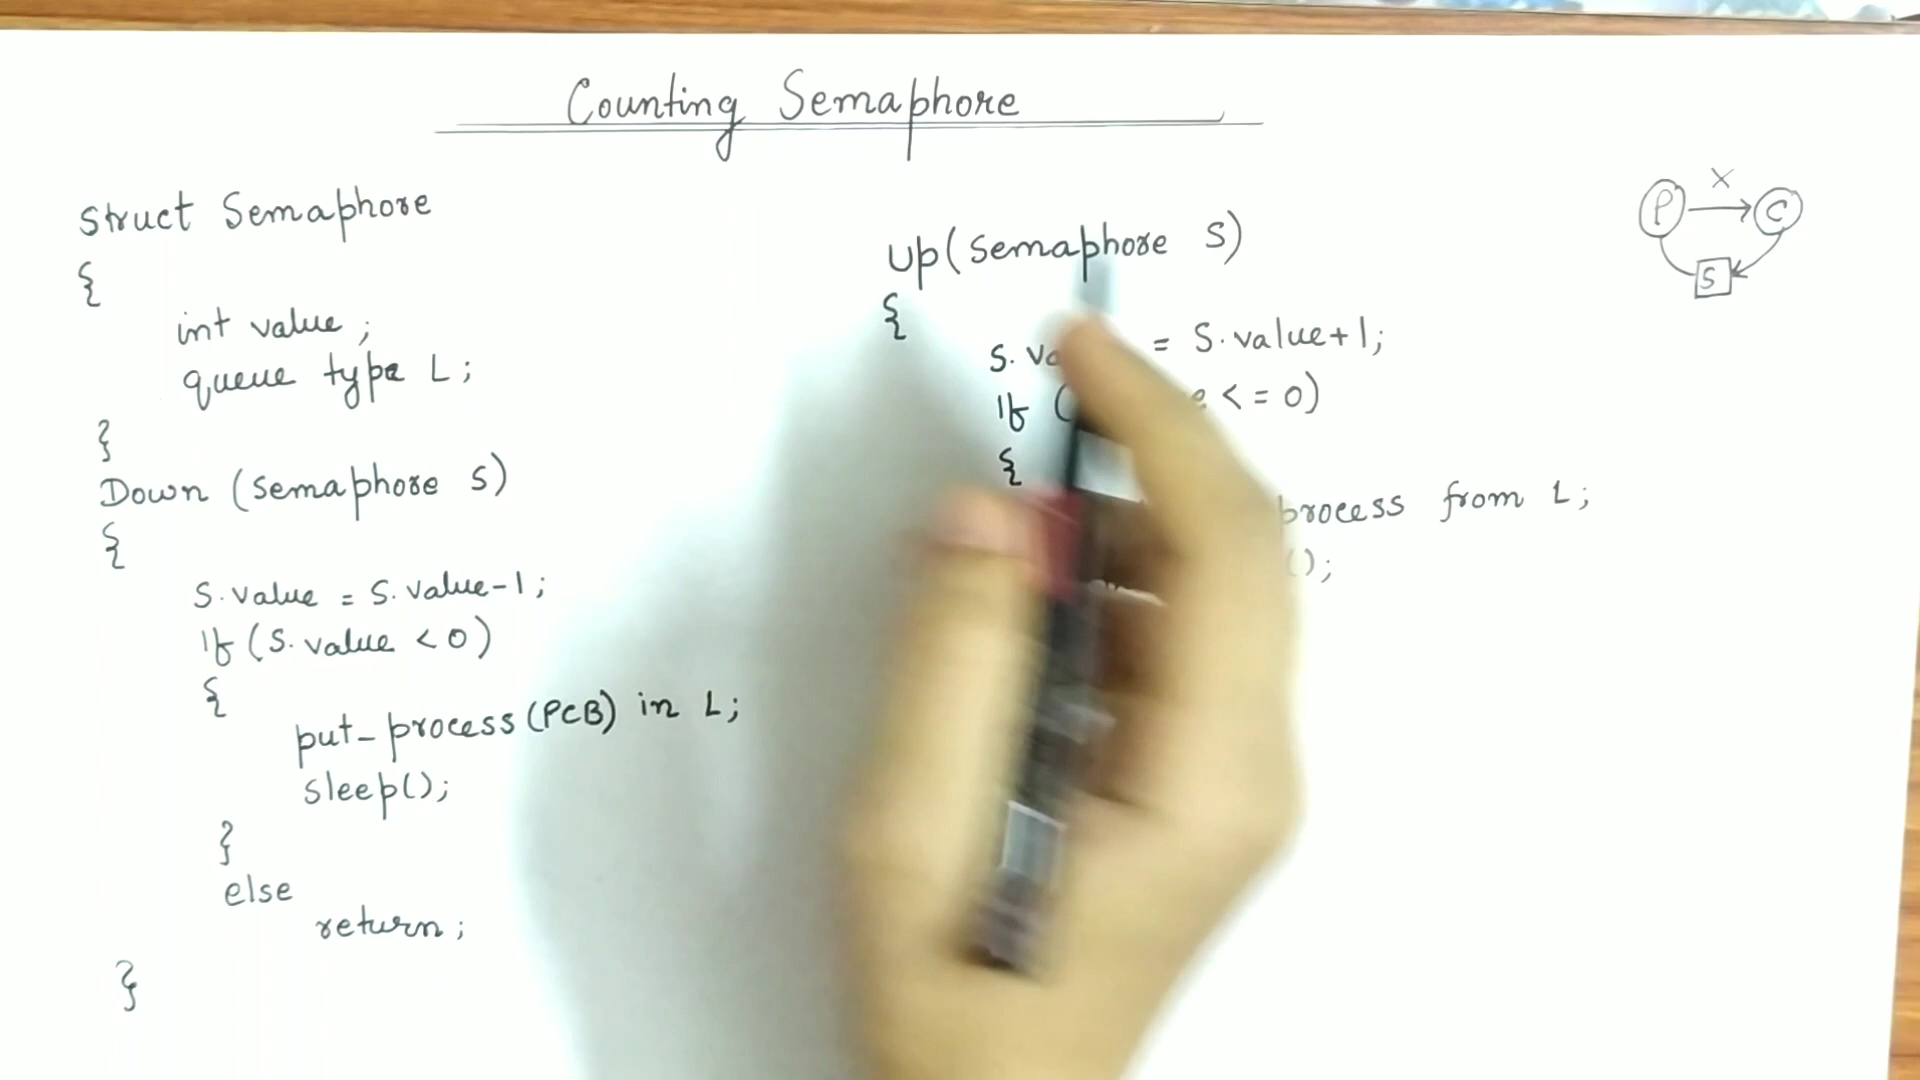 Counting Semaphore
struct Semaphore
{
int value;
queue type L;
}
Down (semaphore S)
{
S.value = S.value-1;
If (S.value <0)
{
put-process (PCB) in L;
sleep();
}
else
return;
}
Up(semaphore S)
{
S. = S.value+1;
If ( <= 0)
{
process from L;
();
P X C
S